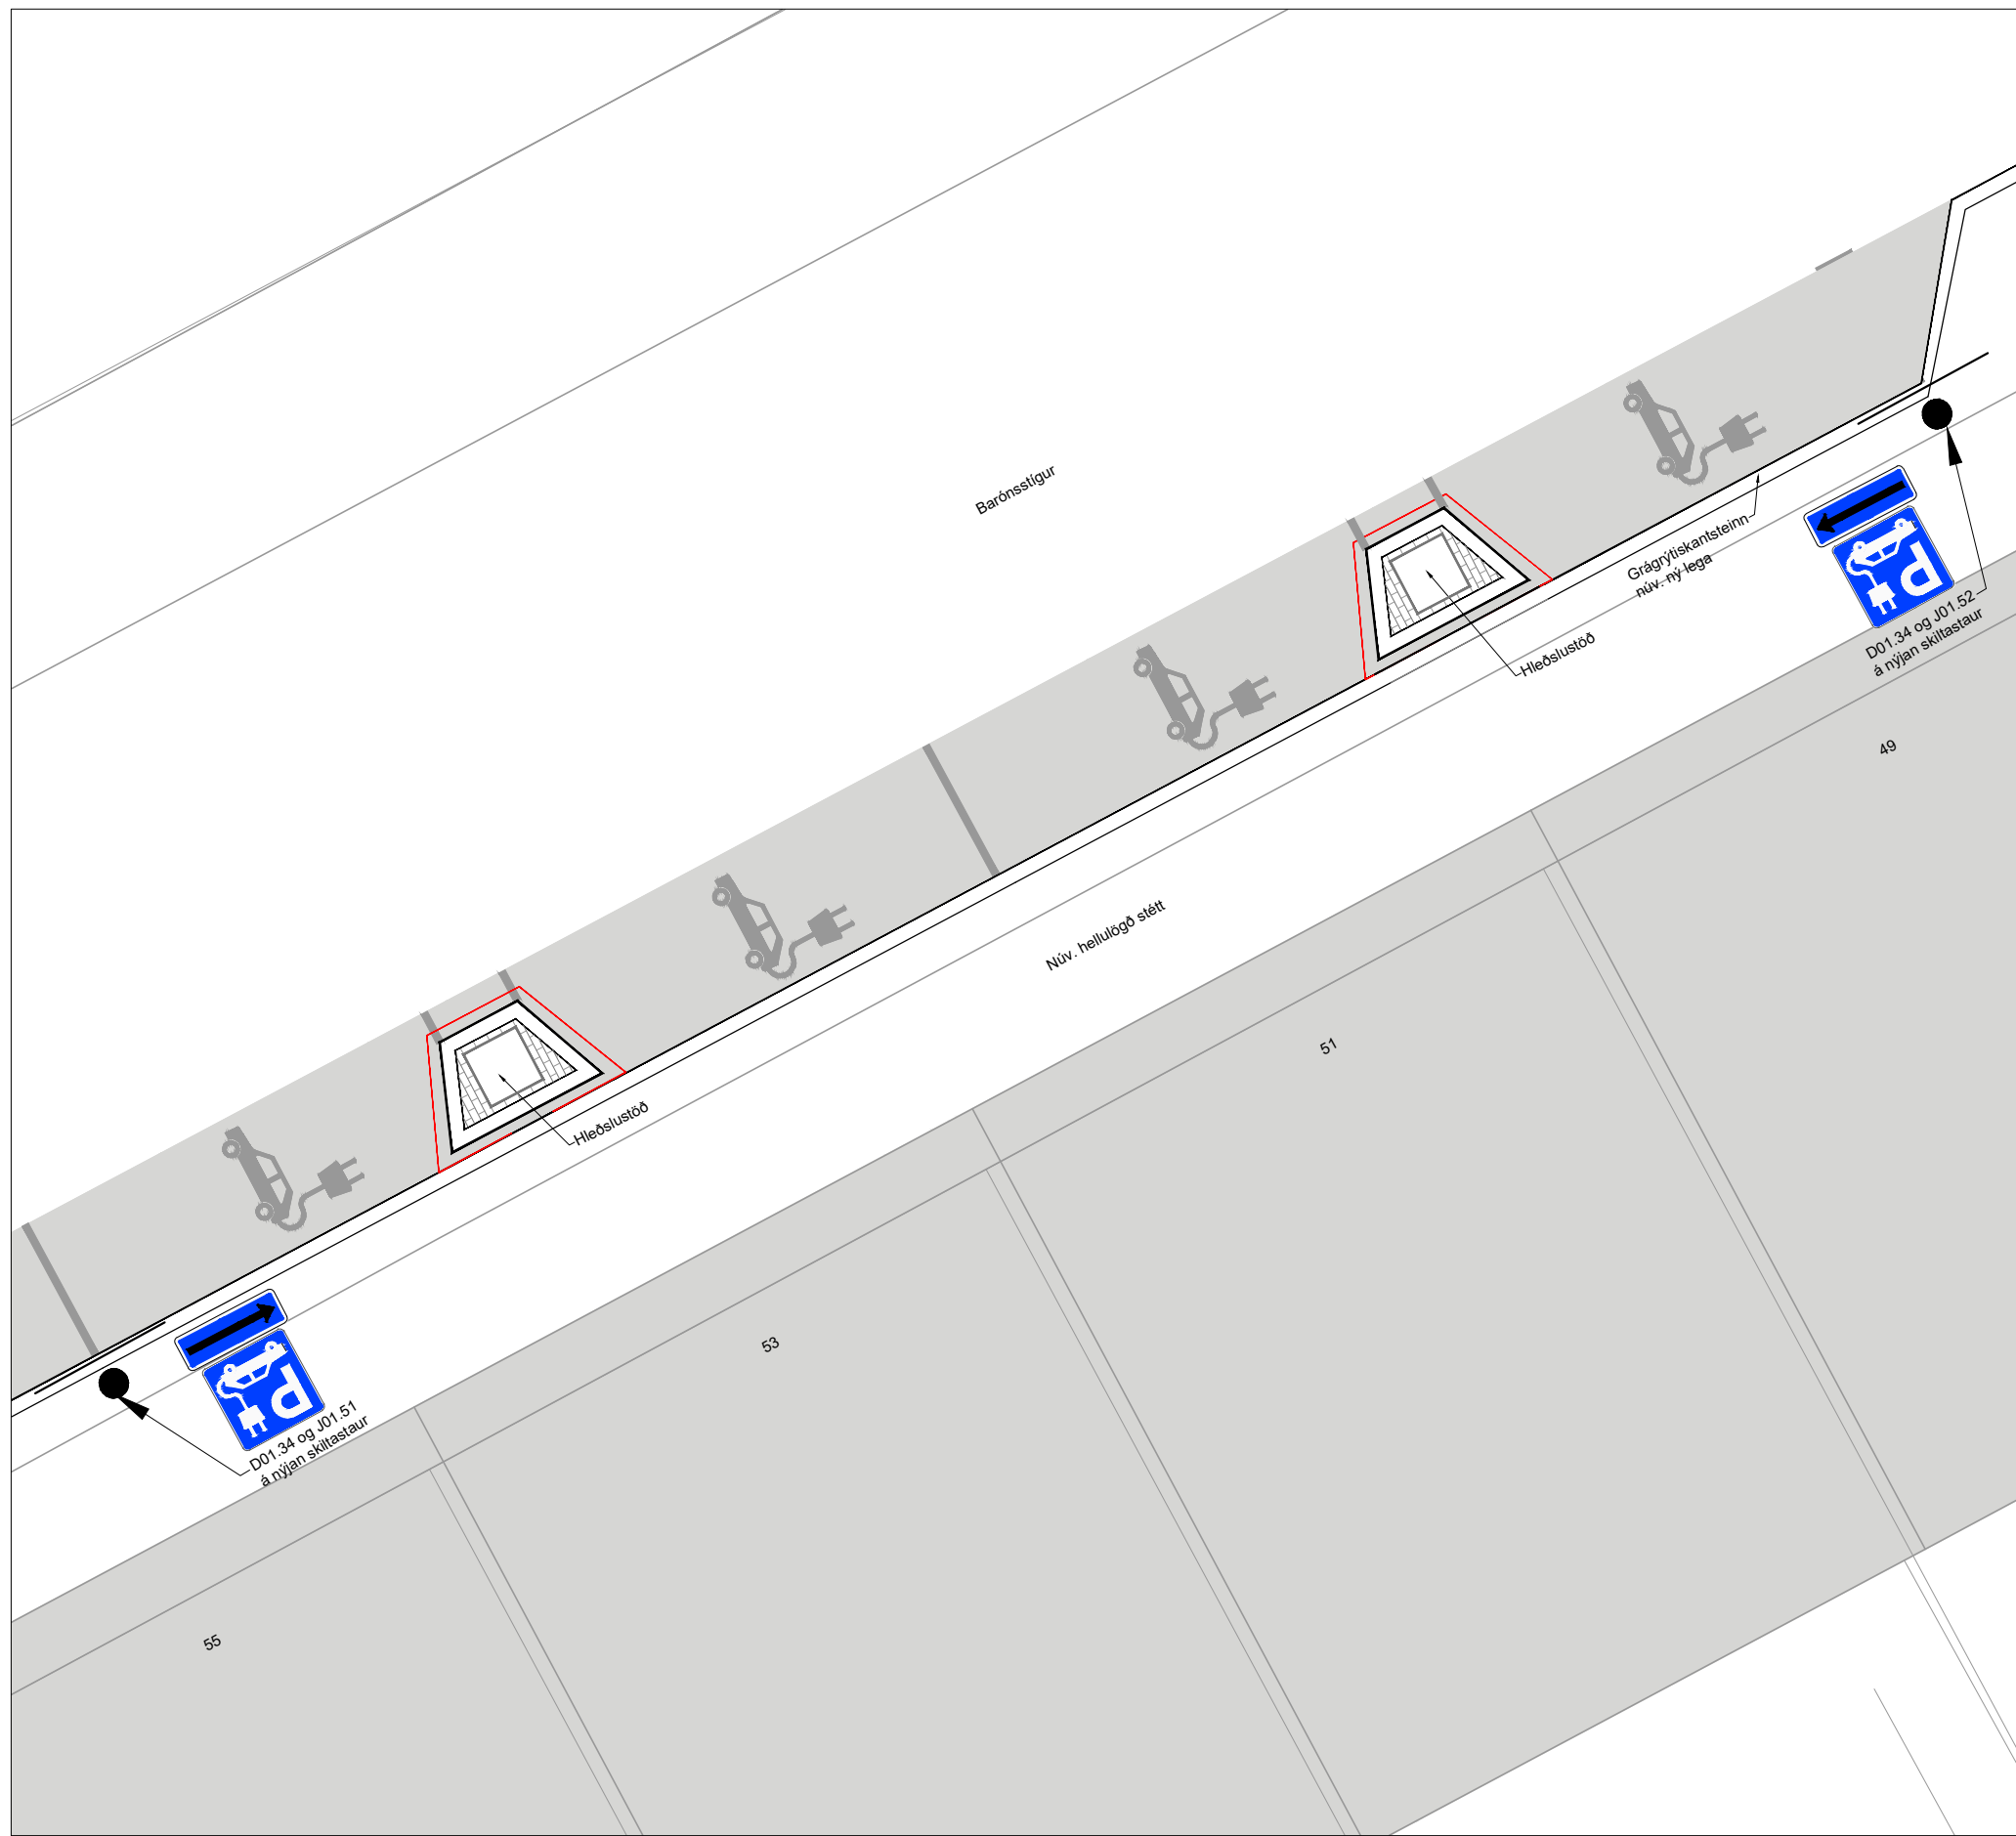 Barónsstígur
Grágrýtiskantsteinn
núv. ný lega
P
D01.34 og J01.52
á nýjan skiltastaur
Hleðslustöð
49
Núv. hellulögð stétt
51
Hleðslustöð
53
P
D01.34 og J01.51
á nýjan skiltastaur
55